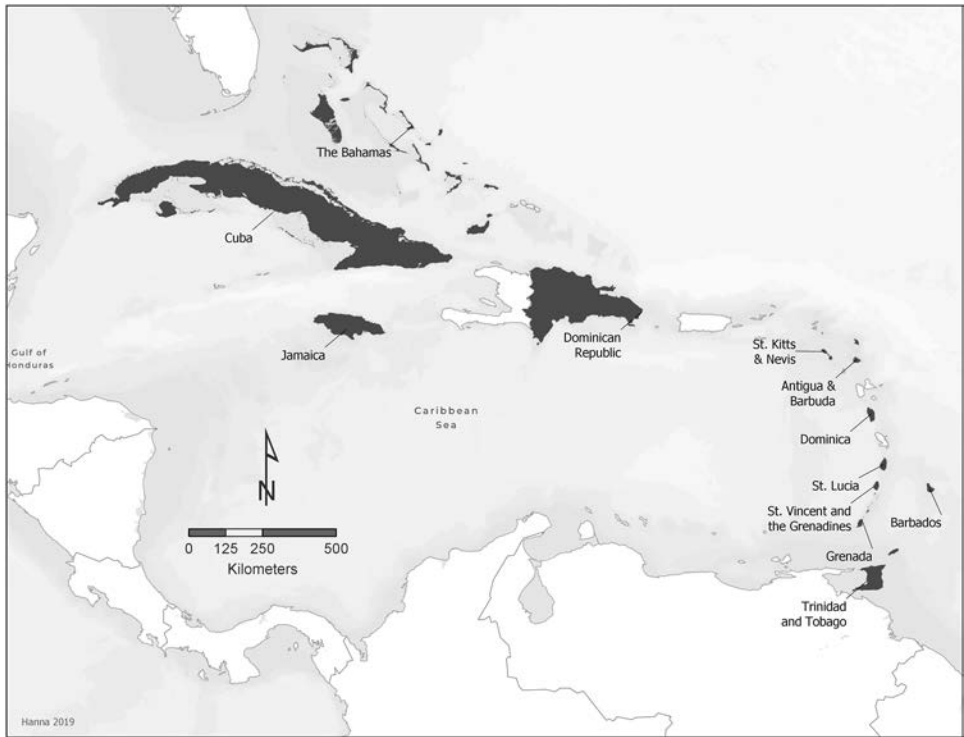 The Bahamas
Cuba
Jamaica
Dominican
Republic
St. Kitts
& Nevis
Antigua &
Barbuda
Gulf of
Honduras
Caribbean
Sea
Dominica
St. Lucia
St. Vincent and
the Grenadines
Barbados
Grenada
Trinidad
and Tobago
N
0 125 250 500
Kilometers
Hanna 2019